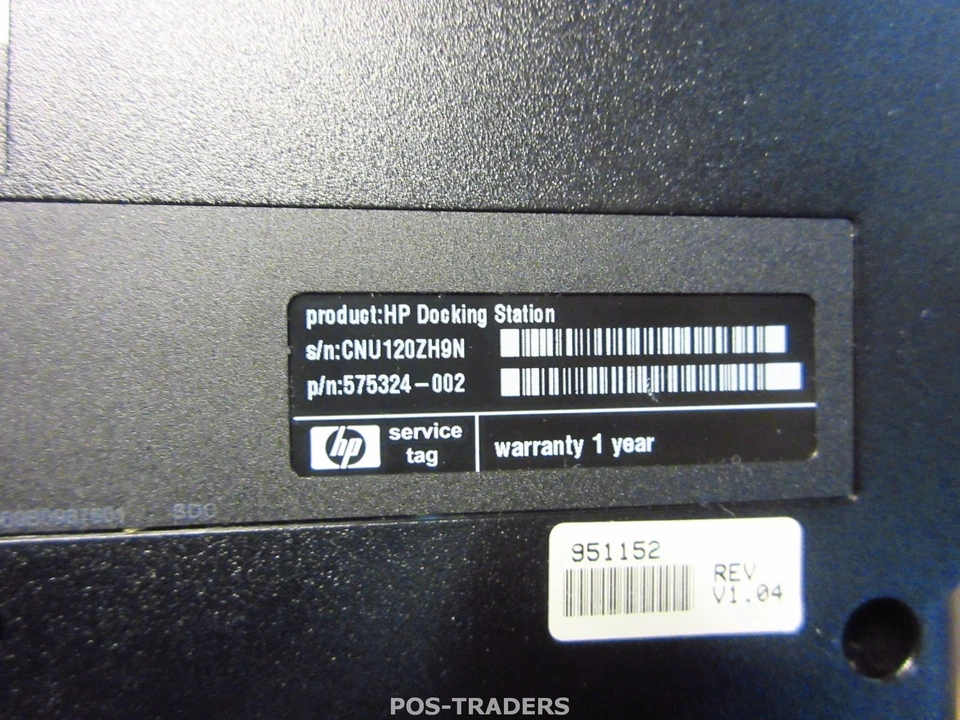 product:HP Docking Station
s/n:CNU120ZH9N
p/n:575324-002
hp service tag
warranty 1 year
SDC
951152
REV
V1.04
POS-TRADERS